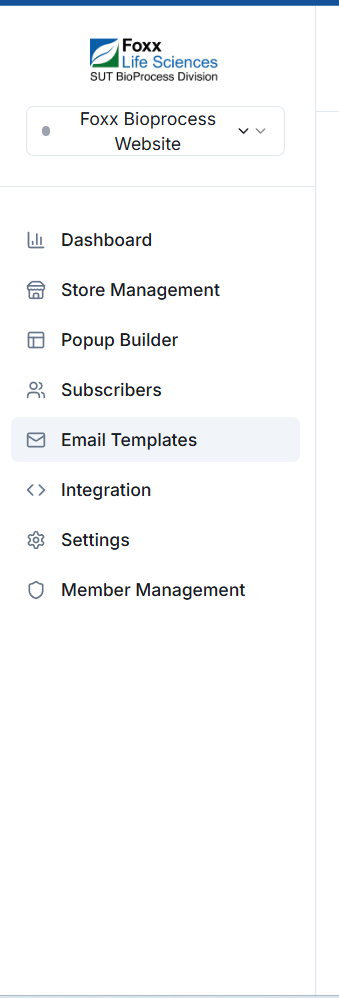 Foxx
Life Sciences
SUT BioProcess Division
Foxx Bioprocess
Website
Dashboard
Store Management
Popup Builder
Subscribers
Email Templates
Integration
Settings
Member Management